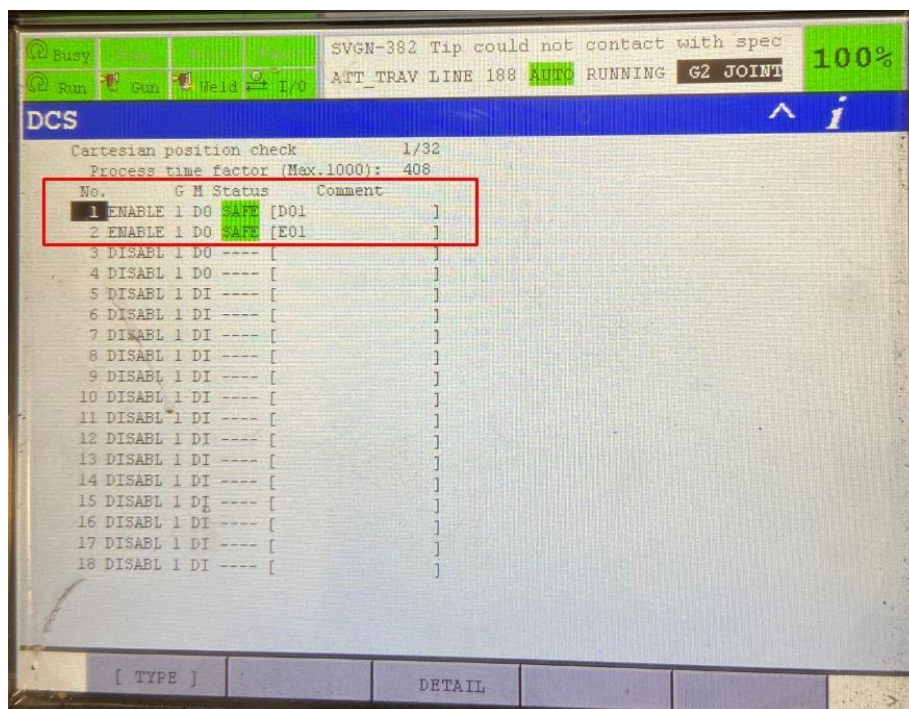 Busy
SVGN-382 Tip could not contact with spec
Run Gun Weld I/O
ATT_TRAV LINE 188 AUTO RUNNING G2 JOINT
100%
DCS
Cartesian position check 1/32
Process time factor (Max.1000): 408
No. G M Status Comment
1 ENABLE 1 DO SAFE [D01 ]
2 ENABLE 1 DO SAFE [E01 ]
3 DISABL 1 DO ---- [ ]
4 DISABL 1 DO ---- [ ]
5 DISABL 1 DI ---- [ ]
6 DISABL 1 DI ---- [ ]
7 DISABL 1 DI ---- [ ]
8 DISABL 1 DI ---- [ ]
9 DISABL 1 DI ---- [ ]
10 DISABL 1 DI ---- [ ]
11 DISABL 1 DI ---- [ ]
12 DISABL 1 DI ---- [ ]
13 DISABL 1 DI ---- [ ]
14 DISABL 1 DI ---- [ ]
15 DISABL 1 DI ---- [ ]
16 DISABL 1 DI ---- [ ]
17 DISABL 1 DI ---- [ ]
18 DISABL 1 DI ---- [ ]
[ TYPE ] DETAIL >